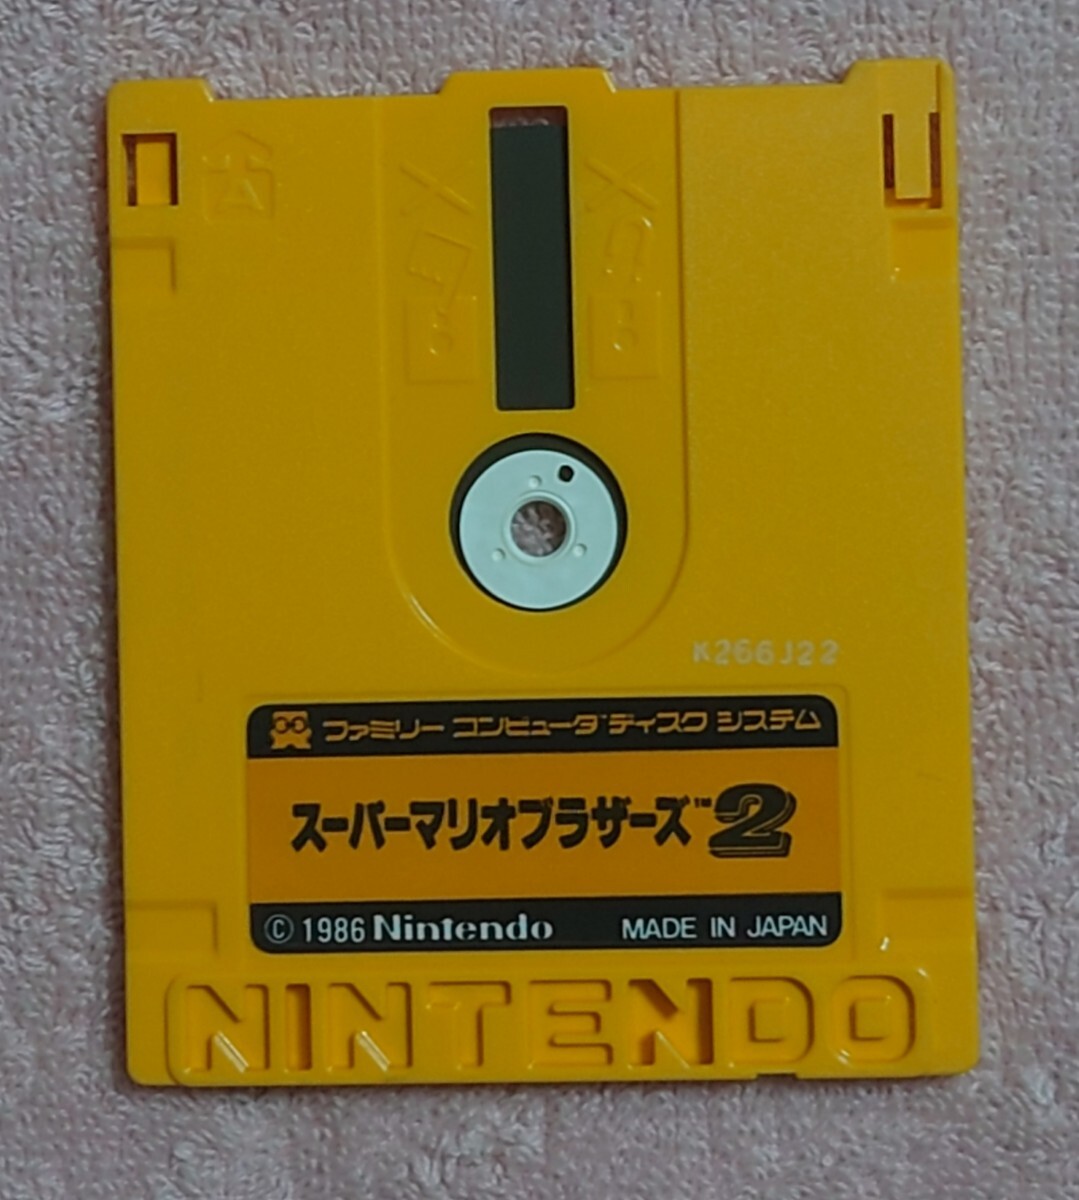 K266J22
ファミリー コンピュータ ディスク システム
スーパーマリオブラザーズ™2
© 1986 Nintendo MADE IN JAPAN
NINTENDO